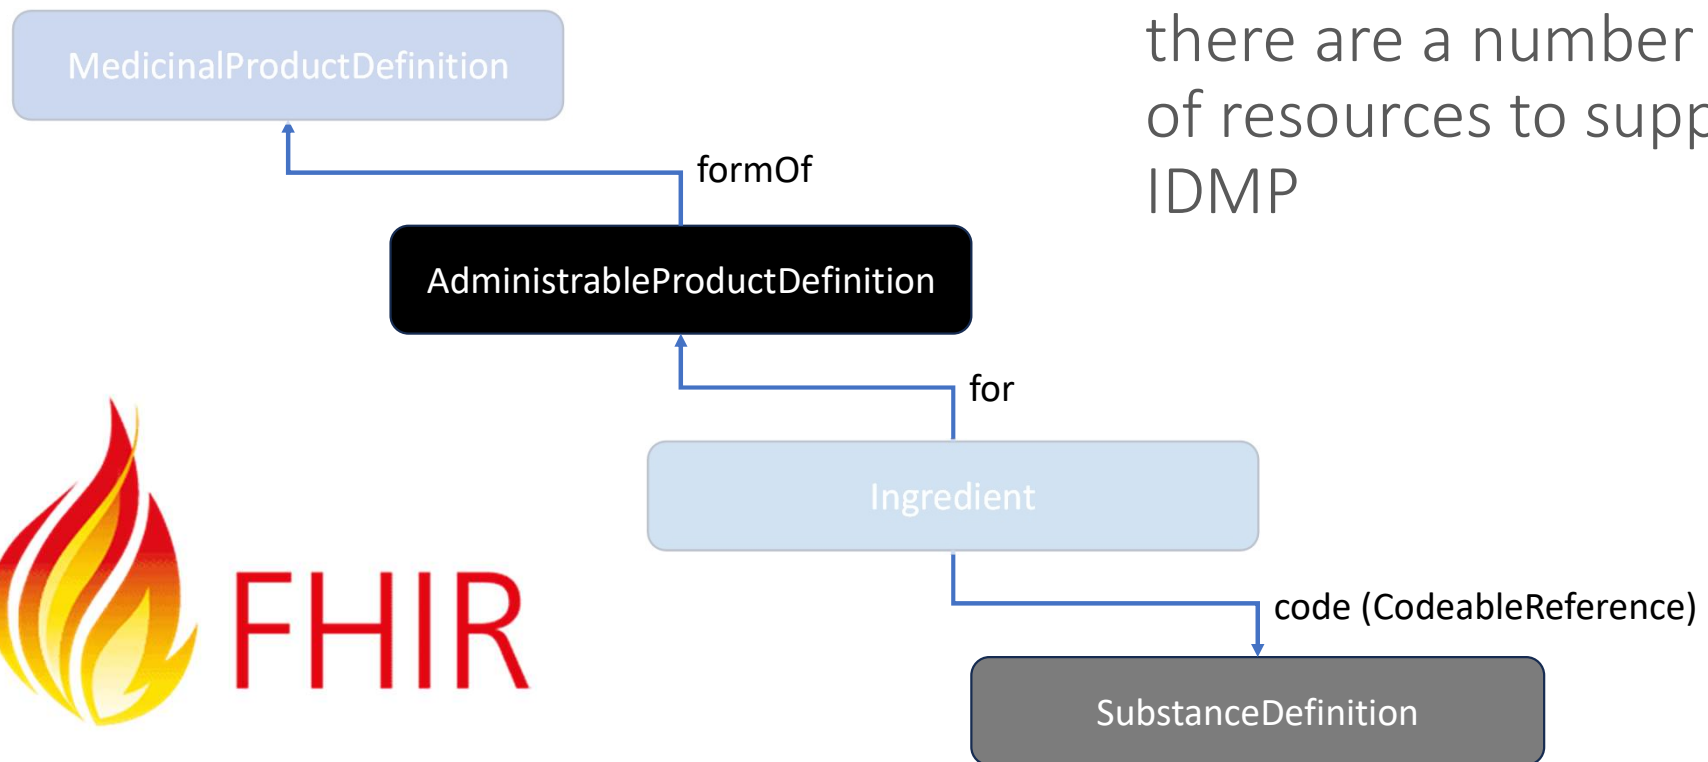 MedicinalProductDefinition
there are a number
of resources to supp
IDMP
formOf
AdministrableProductDefinition
for
Ingredient
FHIR
code (CodeableReference)
SubstanceDefinition